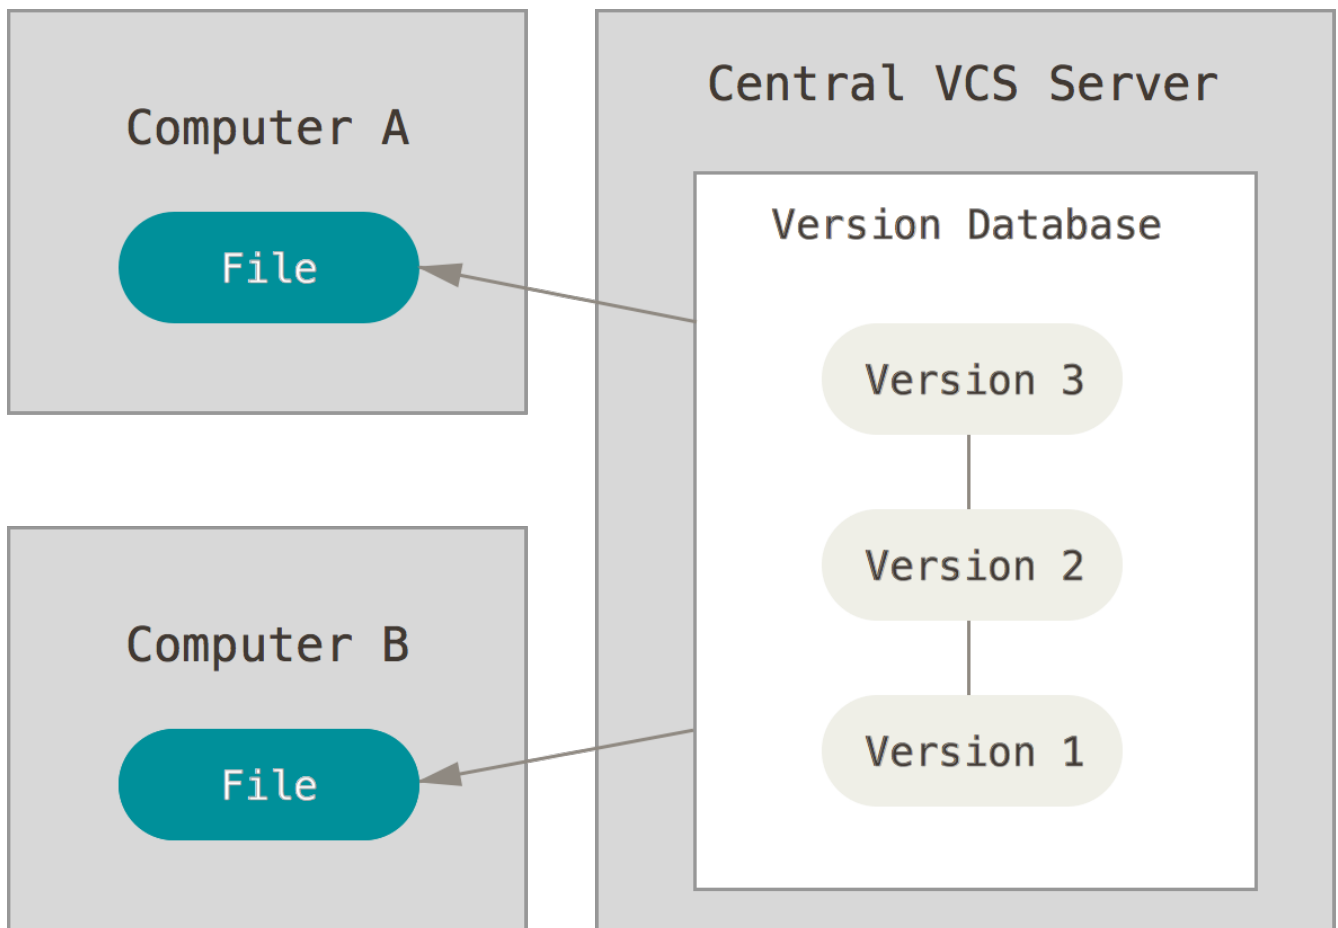 Computer A
File
Computer B
File
Central VCS Server
Version Database
Version 3
Version 2
Version 1